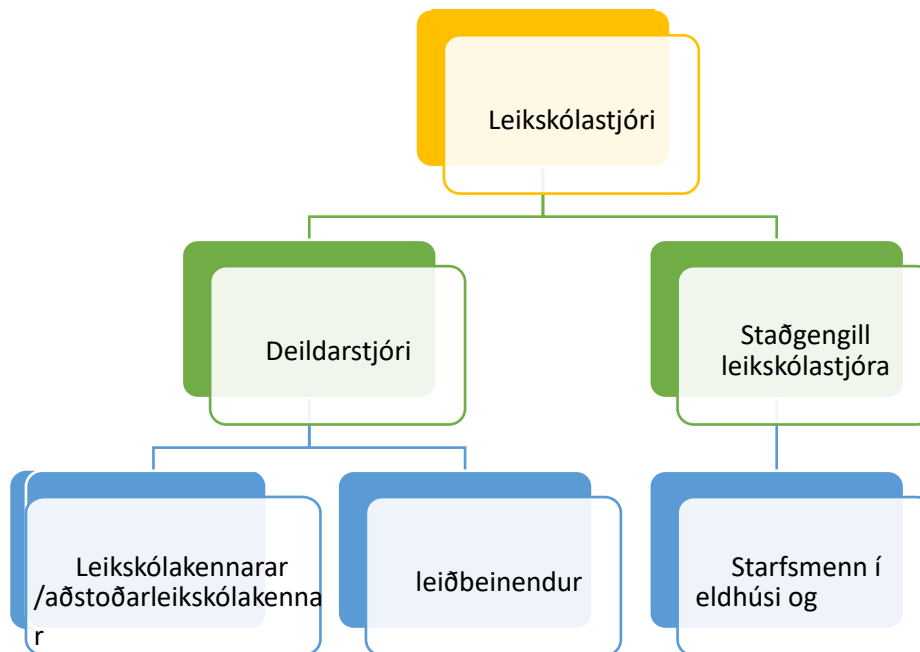 Leikskólastjóri
Deildarstjóri
Staðgengill
leikskólastjóra
Leikskólakennarar
/aðstoðarleikskólakenna
r
leiðbeinendur
Starfsmenn í
eldhúsi og